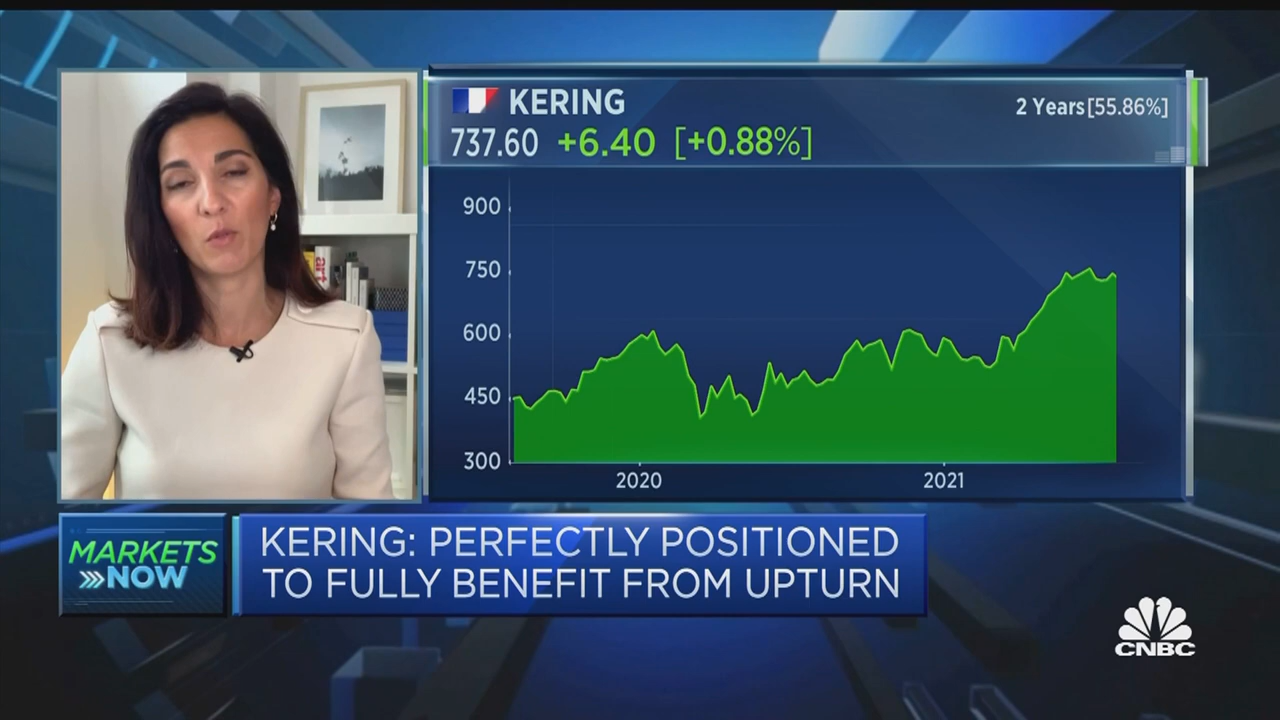 KERING
2 Years[55.86%]
737.60 +6.40 [+0.88%]
900
750
600
450
300
2020
2021
art
MARKETS
NOW
KERING: PERFECTLY POSITIONED
TO FULLY BENEFIT FROM UPTURN
CNBC